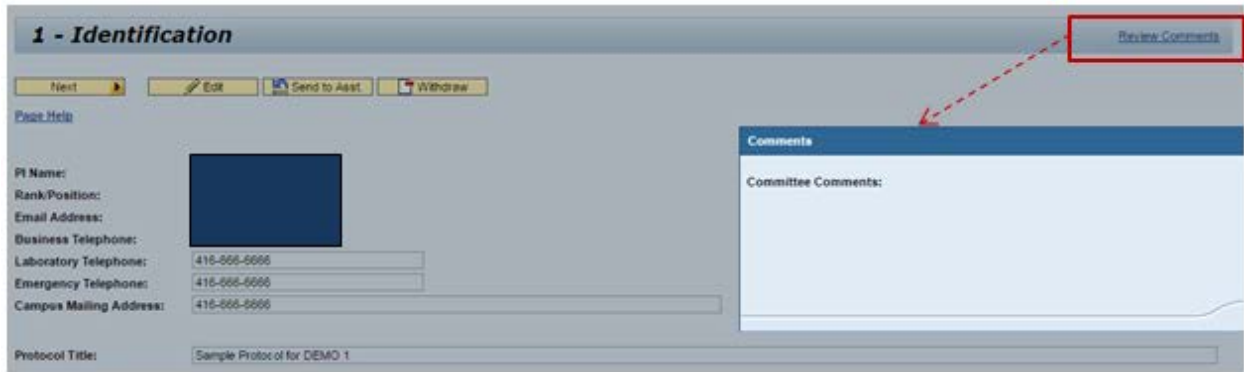 1 - Identification
Review Comments
Next Edit Send to Asst. Withdraw
Page Help
Comments
PI Name:
Committee Comments:
Rank/Position:
Email Address:
Business Telephone:
Laboratory Telephone: 416-666-6666
Emergency Telephone: 416-666-6666
Campus Mailing Address: 416-666-6666
Protocol Title: Sample Protocol for DEMO 1